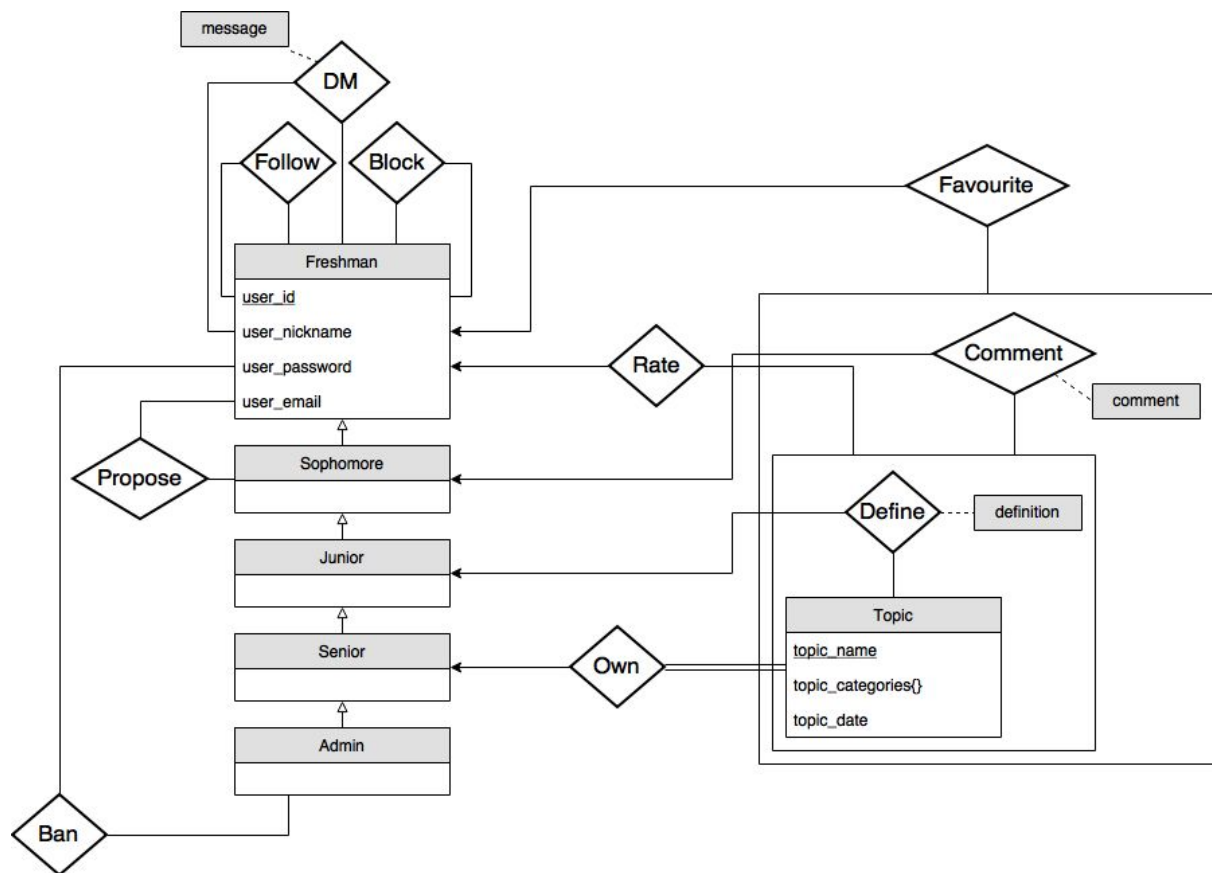 message
DM
Follow
Block
Favourite
Freshman
user_id
user_nickname
user_password
user_email
Rate
Comment
comment
Propose
Sophomore
Define
definition
Junior
Topic
topic_name
topic_categories{}
topic_date
Senior
Own
Admin
Ban